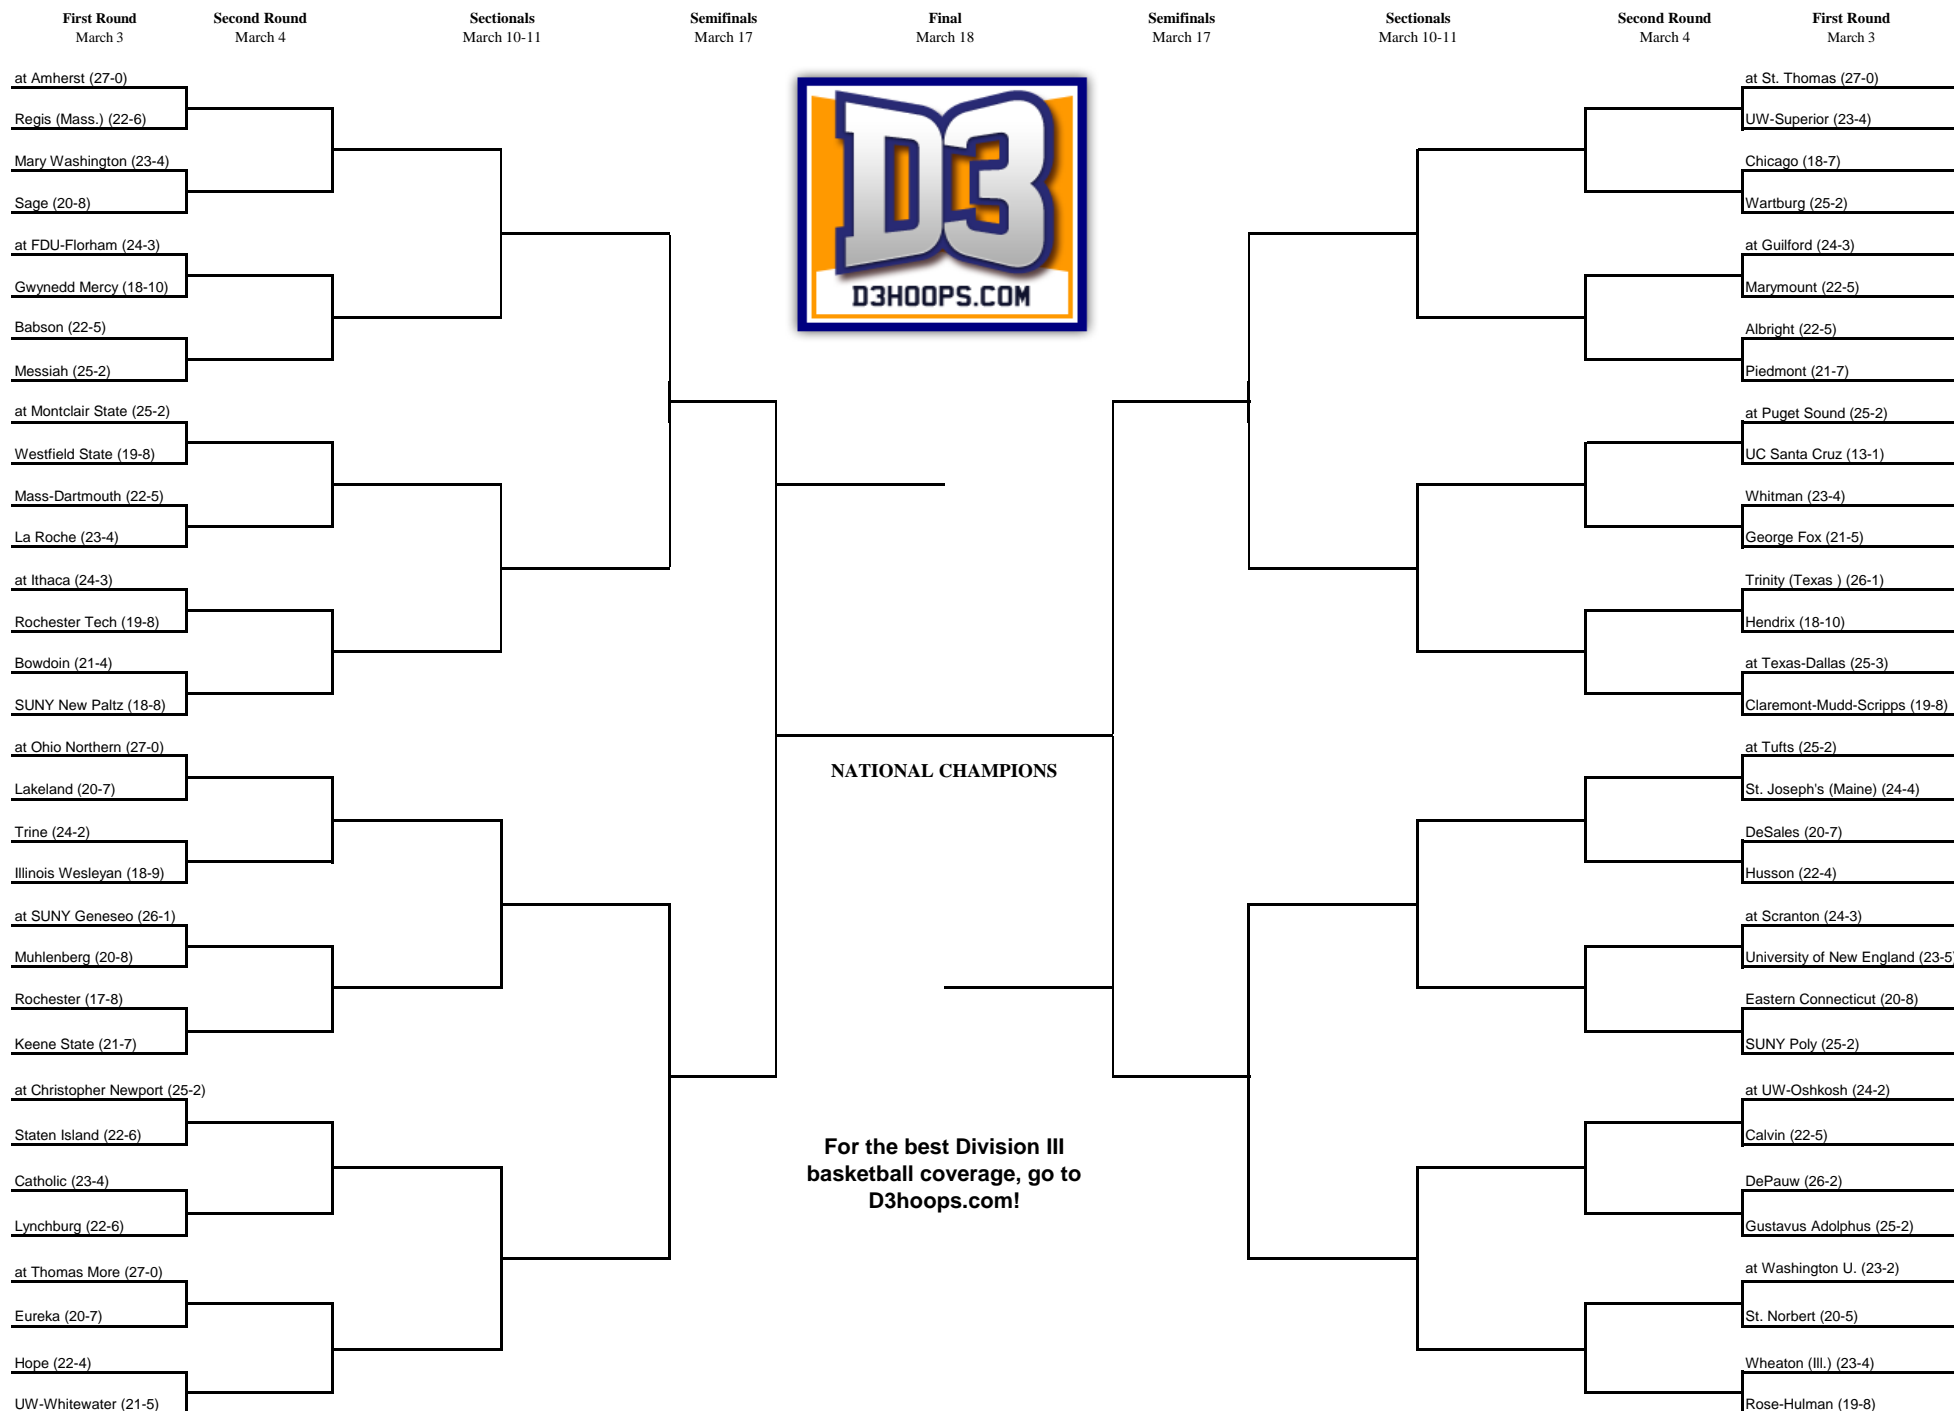 First Round Second Round Sectionals Semifinals Final Semifinals Sectionals Second Round First Round
March 3 March 4 March 10-11 March 17 March 18 March 17 March 10-11 March 4 March 3
at Amherst (27-0)
Regis (Mass.) (22-6)
Mary Washington (23-4)
Sage (20-8)
at FDU-Florham (24-3)
Gwynedd Mercy (18-10)
Babson (22-5)
Messiah (25-2)
at Montclair State (25-2)
Westfield State (19-8)
Mass-Dartmouth (22-5)
La Roche (23-4)
at Ithaca (24-3)
Rochester Tech (19-8)
Bowdoin (21-4)
SUNY New Paltz (18-8)
at Ohio Northern (27-0)
Lakeland (20-7)
Trine (24-2)
Illinois Wesleyan (18-9)
at SUNY Geneseo (26-1)
Muhlenberg (20-8)
Rochester (17-8)
Keene State (21-7)
at Christopher Newport (25-2)
Staten Island (22-6)
Catholic (23-4)
Lynchburg (22-6)
at Thomas More (27-0)
Eureka (20-7)
Hope (22-4)
UW-Whitewater (21-5)
D3
D3HOOPS.COM
NATIONAL CHAMPIONS
For the best Division III
basketball coverage, go to
D3hoops.com!
at St. Thomas (27-0)
UW-Superior (23-4)
Chicago (18-7)
Wartburg (25-2)
at Guilford (24-3)
Marymount (22-5)
Albright (22-5)
Piedmont (21-7)
at Puget Sound (25-2)
UC Santa Cruz (13-1)
Whitman (23-4)
George Fox (21-5)
Trinity (Texas ) (26-1)
Hendrix (18-10)
at Texas-Dallas (25-3)
Claremont-Mudd-Scripps (19-8)
at Tufts (25-2)
St. Joseph's (Maine) (24-4)
DeSales (20-7)
Husson (22-4)
at Scranton (24-3)
University of New England (23-5)
Eastern Connecticut (20-8)
SUNY Poly (25-2)
at UW-Oshkosh (24-2)
Calvin (22-5)
DePauw (26-2)
Gustavus Adolphus (25-2)
at Washington U. (23-2)
St. Norbert (20-5)
Wheaton (Ill.) (23-4)
Rose-Hulman (19-8)